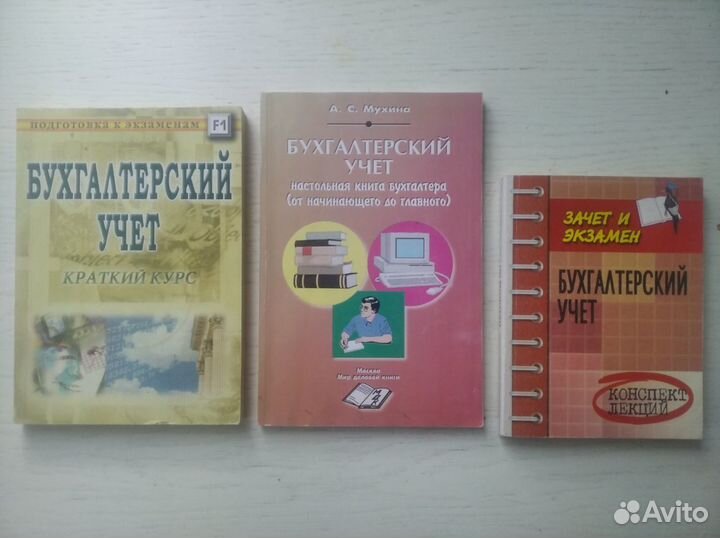 подготовка к экзаменам
F1
БУХГАЛТЕРСКИЙ
УЧЕТ
КРАТКИЙ КУРС
А. С. Мухина
БУХГАЛТЕРСКИЙ
УЧЕТ
настольная книга бухгалтера
(от начинающего до главного)
Москва
Мир деловой книги
МДК
ЗАЧЕТ И
ЭКЗАМЕН
БУХГАЛТЕРСКИЙ
УЧЕТ
КОНСПЕКТ
ЛЕКЦИЙ
Avito